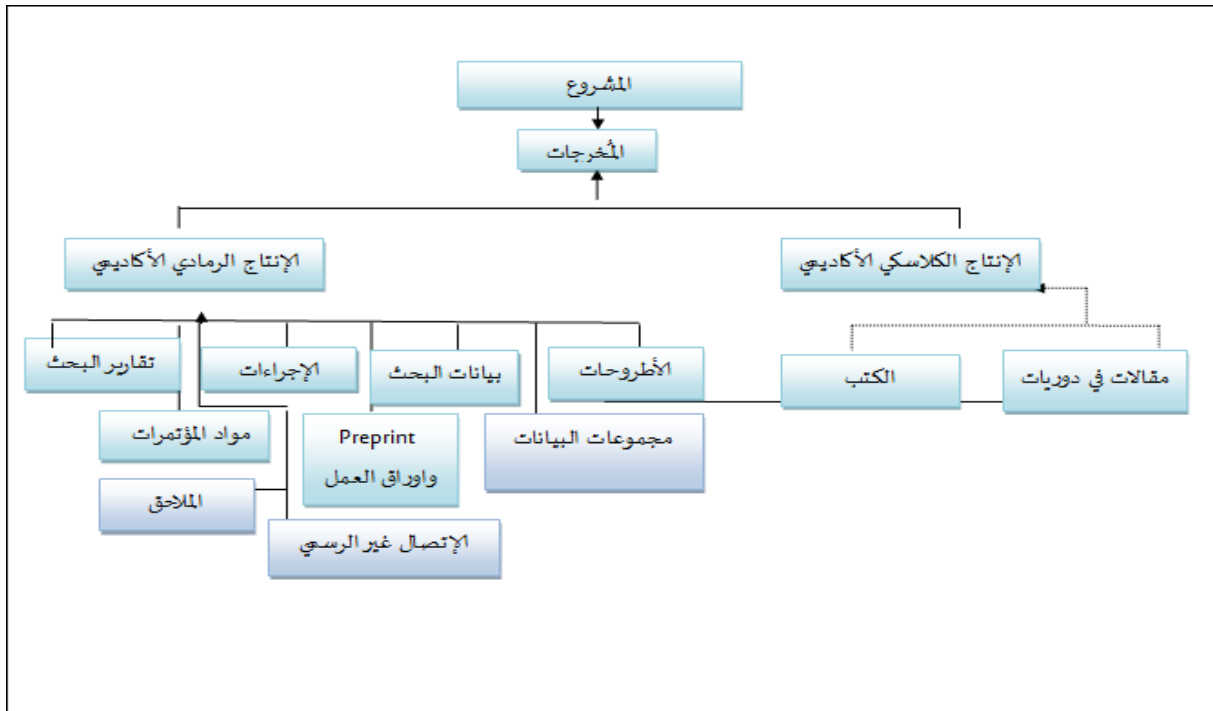 المشروع
المُخرجات
الإنتاج الكلاسكي الأكاديمي
الإنتاج الرمادي الأكاديمي
مقالات في دوريات
الكتب
الأطروحات
بيانات البحث
الإجراءات
تقارير البحث
مجموعات البيانات
Preprint
واوراق العمل
مواد المؤتمرات
الملاحق
الإتصال غير الرسمي